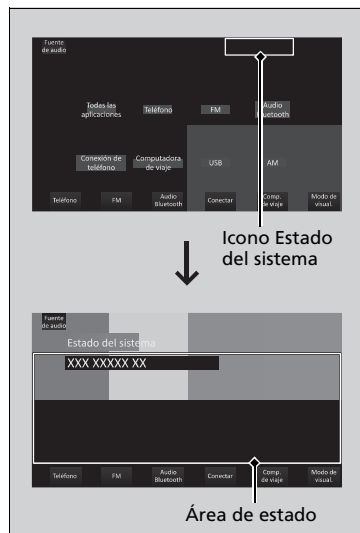 Fuente
de audio
Todas las
aplicaciones
Teléfono
FM
Audio
Bluetooth
Conexión de
teléfono
Computadora
de viaje
USB
AM
Teléfono
FM
Audio
Bluetooth
Conectar
Comp.
de viaje
Modo de
visual.
Icono Estado
del sistema
Fuente
de audio
Estado del sistema
XXX XXXXX XX
Teléfono
FM
Audio
Bluetooth
Conectar
Comp.
de viaje
Modo de
visual.
Área de estado